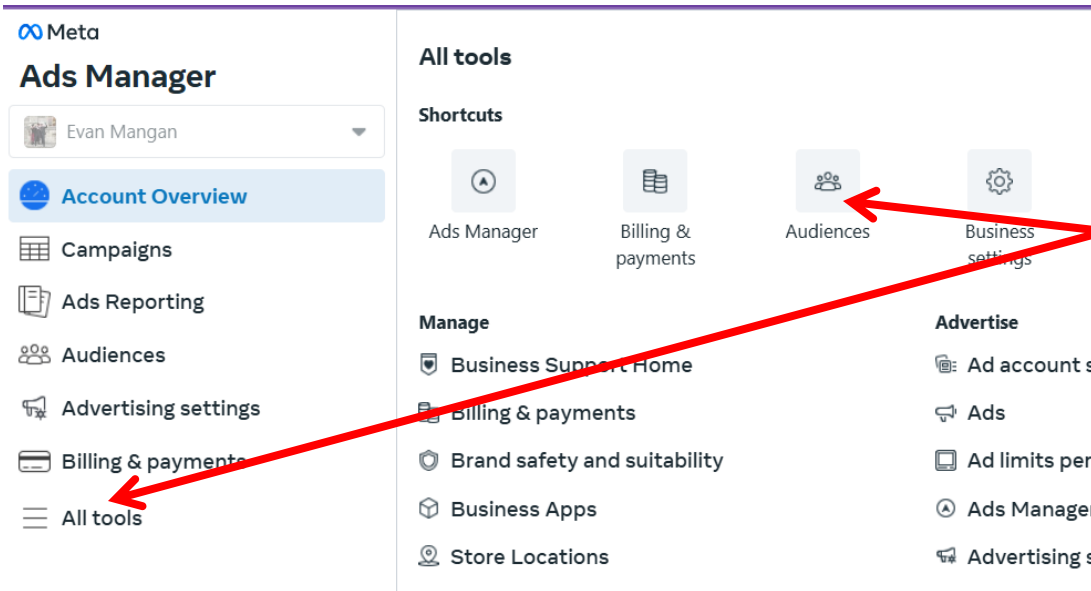 Meta
Ads Manager
Evan Mangan
Account Overview
Campaigns
Ads Reporting
Audiences
Advertising settings
Billing & payments
All tools
All tools
Shortcuts
Ads Manager
Billing &
payments
Audiences
Business
settings
Manage
Business Support Home
Billing & payments
Brand safety and suitability
Business Apps
Store Locations
Advertise
Ad account s
Ads
Ad limits per
Ads Manager
Advertising s